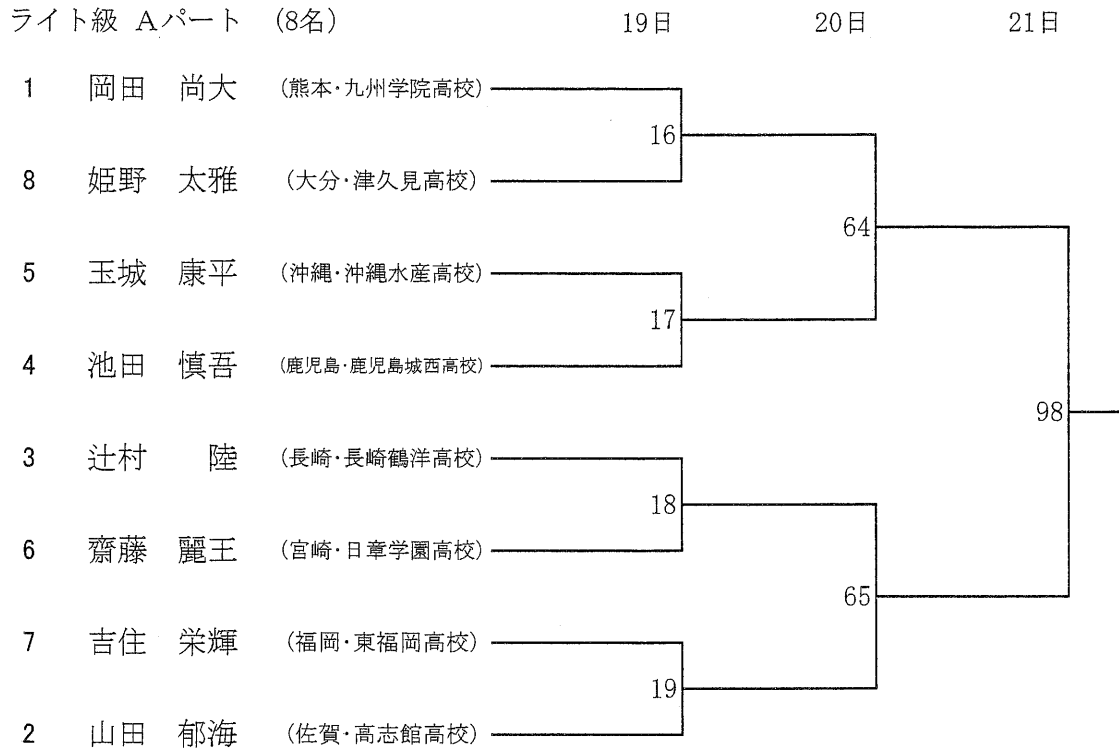 ライト級 Aパート (8名) 19日 20日 21日
1 岡田 尚大 (熊本・九州学院高校)
16
8 姫野 太雅 (大分・津久見高校)
64
5 玉城 康平 (沖縄・沖縄水産高校)
17
4 池田 慎吾 (鹿児島・鹿児島城西高校)
98
3 辻村 陸 (長崎・長崎鶴洋高校)
18
6 齋藤 麗王 (宮崎・日章学園高校)
65
7 吉住 栄輝 (福岡・東福岡高校)
19
2 山田 郁海 (佐賀・高志館高校)